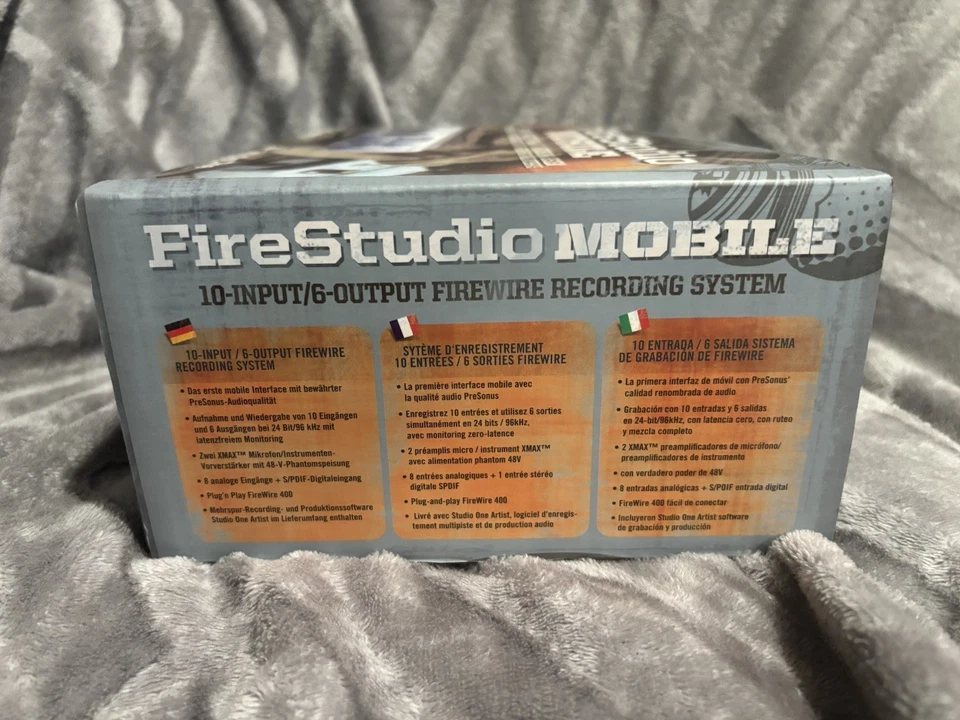 FireStudio MOBILE
10-INPUT/6-OUTPUT FIREWIRE RECORDING SYSTEM
10-INPUT / 6-OUTPUT FIREWIRE
RECORDING SYSTEM
• Das erste mobile Interface mit bewährter
PreSonus-Audioqualität
• Aufnahme und Wiedergabe von 10 Eingängen
und 6 Ausgängen bei 24 Bit/96 kHz mit
latenzfreiem Monitoring
• Zwei XMAX™ Mikrofon/Instrumenten-
Vorverstärker mit 48-V-Phantomspeisung
• 8 analoge Eingänge + S/PDIF-Digitaleingang
• Plug'n Play FireWire 400
• Mehrspur-Recording- und Produktionssoftware
Studio One Artist im Lieferumfang enthalten
SYTÈME D'ENREGISTREMENT
10 ENTRÉES / 6 SORTIES FIREWIRE
• La première interface mobile avec
la qualité audio PreSonus
• Enregistrez 10 entrées et utilisez 6 sorties
simultanément en 24 bits / 96kHz,
avec monitoring zero-latence
• 2 préamplis micro / instrument XMAX™
avec alimentation phantom 48V
• 8 entrées analogiques + 1 entrée stéréo
digitale SPDIF
• Plug-and-play FireWire 400
• Livré avec Studio One Artist, logiciel d'enregis-
tement multipiste et de production audio
10 ENTRADA / 6 SALIDA SISTEMA
DE GRABACIÓN DE FIREWIRE
• La primera interfaz de móvil con PreSonus'
calidad renombrada de audio
• Grabación con 10 entradas y 6 salidas
en 24-bit/96kHz, con latencia cero, con ruteo
y mezcla completo
• 2 XMAX™ preamplificadores de micrófono/
preamplificadores de instrumento
• con verdadero poder de 48V
• 8 entradas analógicas + S/PDIF entrada digital
• FireWire 400 fácil de conectar
• Incluyeron Studio One Artist software
de grabación y producción